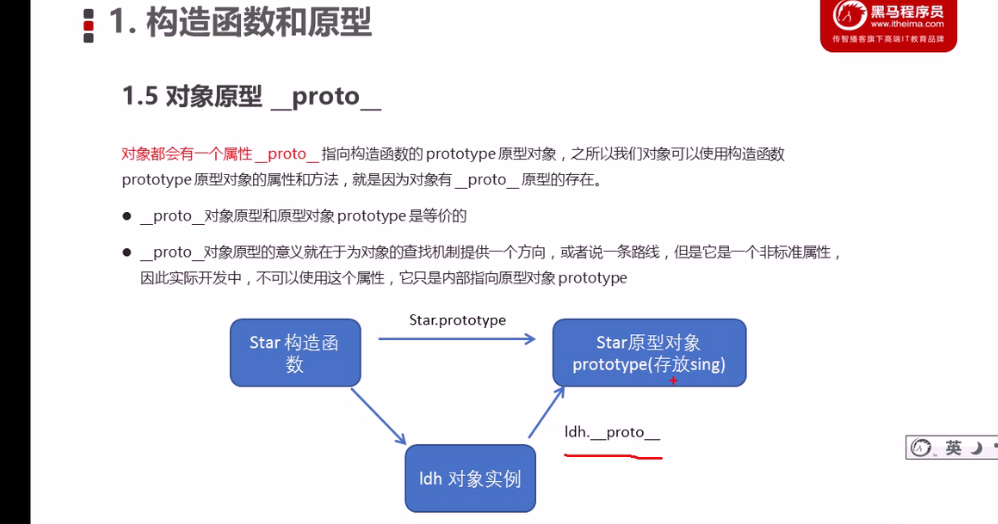 1. 构造函数和原型
黑马程序员
www.itheima.com
传智播客旗下高端IT教育品牌
1.5 对象原型 __proto__
对象都会有一个属性 __proto__ 指向构造函数的 prototype 原型对象，之所以我们对象可以使用构造函数
prototype 原型对象的属性和方法，就是因为对象有 __proto__ 原型的存在。
● __proto__对象原型和原型对象 prototype 是等价的
● __proto__对象原型的意义就在于为对象的查找机制提供一个方向，或者说一条路线，但是它是一个非标准属性，
因此实际开发中，不可以使用这个属性，它只是内部指向原型对象 prototype
Star.prototype
Star 构造函
数
Star原型对象
prototype(存放sing)
ldh.__proto__
ldh 对象实例
英